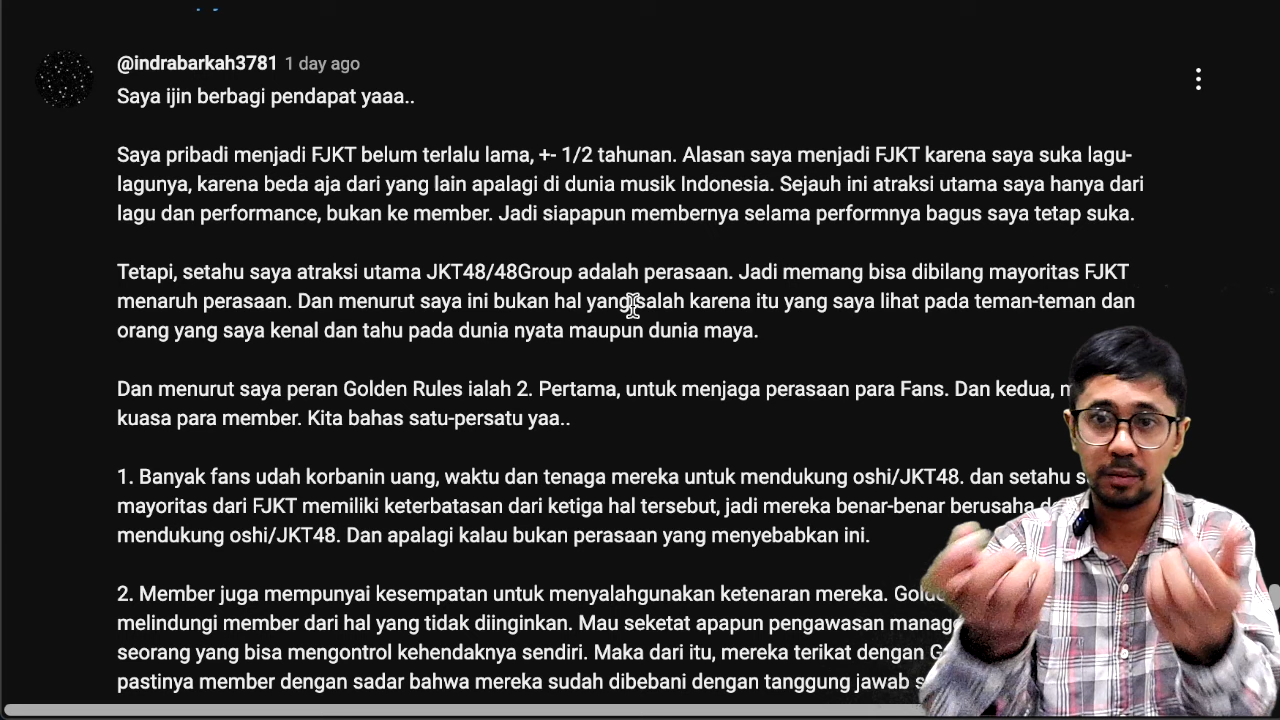 @indrabarkah3781 1 day ago
Saya ijin berbagi pendapat yaaa..
Saya pribadi menjadi FJKT belum terlalu lama, +- 1/2 tahunan. Alasan saya menjadi FJKT karena saya suka lagu-
lagunya, karena beda aja dari yang lain apalagi di dunia musik Indonesia. Sejauh ini atraksi utama saya hanya dari
lagu dan performance, bukan ke member. Jadi siapapun membernya selama performnya bagus saya tetap suka.
Tetapi, setahu saya atraksi utama JKT48/48Group adalah perasaan. Jadi memang bisa dibilang mayoritas FJKT
menaruh perasaan. Dan menurut saya ini bukan hal yang salah karena itu yang saya lihat pada teman-teman dan
orang yang saya kenal dan tahu pada dunia nyata maupun dunia maya.
Dan menurut saya peran Golden Rules ialah 2. Pertama, untuk menjaga perasaan para Fans. Dan kedua,
kuasa para member. Kita bahas satu-persatu yaa..
1. Banyak fans udah korbanin uang, waktu dan tenaga mereka untuk mendukung oshi/JKT48. dan setahu
mayoritas dari FJKT memiliki keterbatasan dari ketiga hal tersebut, jadi mereka benar-benar berusaha
mendukung oshi/JKT48. Dan apalagi kalau bukan perasaan yang menyebabkan ini.
2. Member juga mempunyai kesempatan untuk menyalahgunakan ketenaran mereka.
melindungi member dari hal yang tidak diinginkan. Mau seketat apapun pengawasan
seorang yang bisa mengontrol kehendaknya sendiri. Maka dari itu, mereka terikat dengan
pastinya member dengan sadar bahwa mereka sudah dibebani dengan tanggung jawab